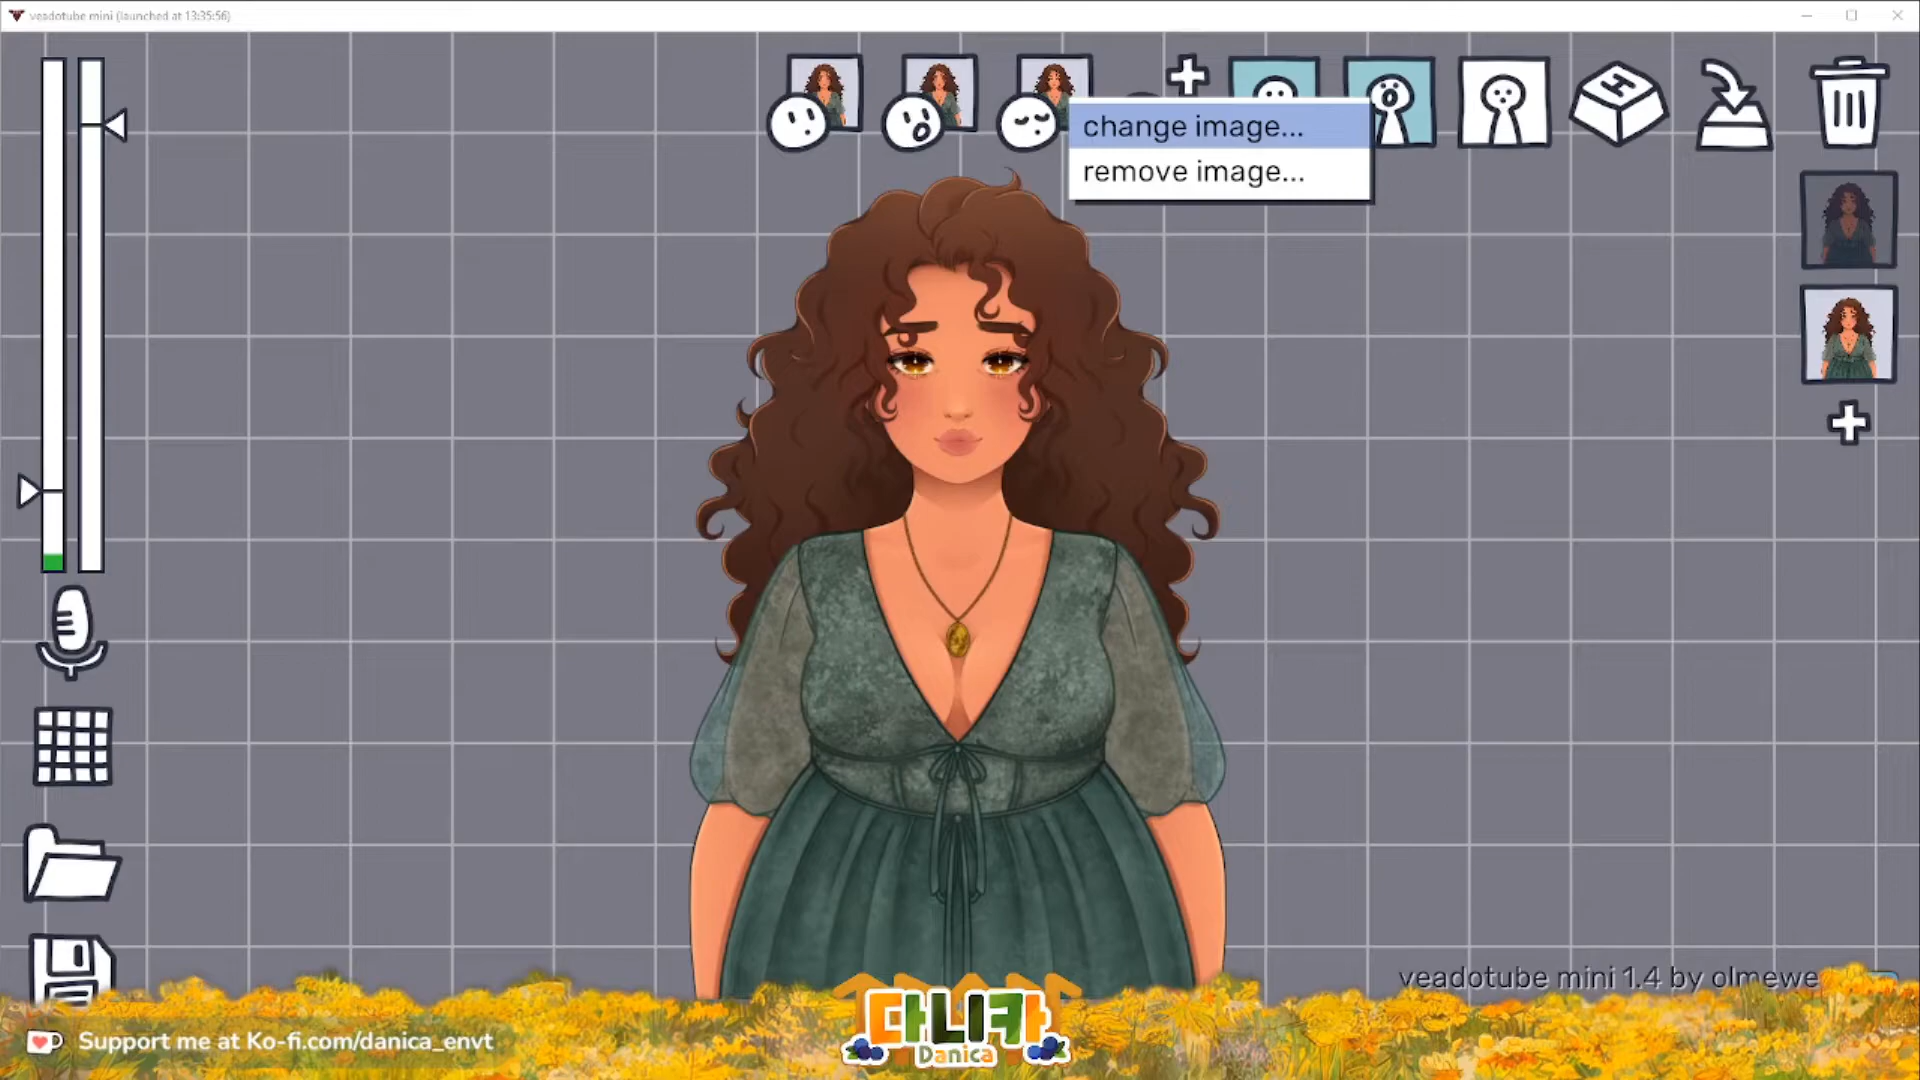 veadotube mini (launched at 13:35:56)
change image...
remove image...
veadotube mini 1.4 by olmewe
다니카
Danica
Support me at Ko-fi.com/danica_envt